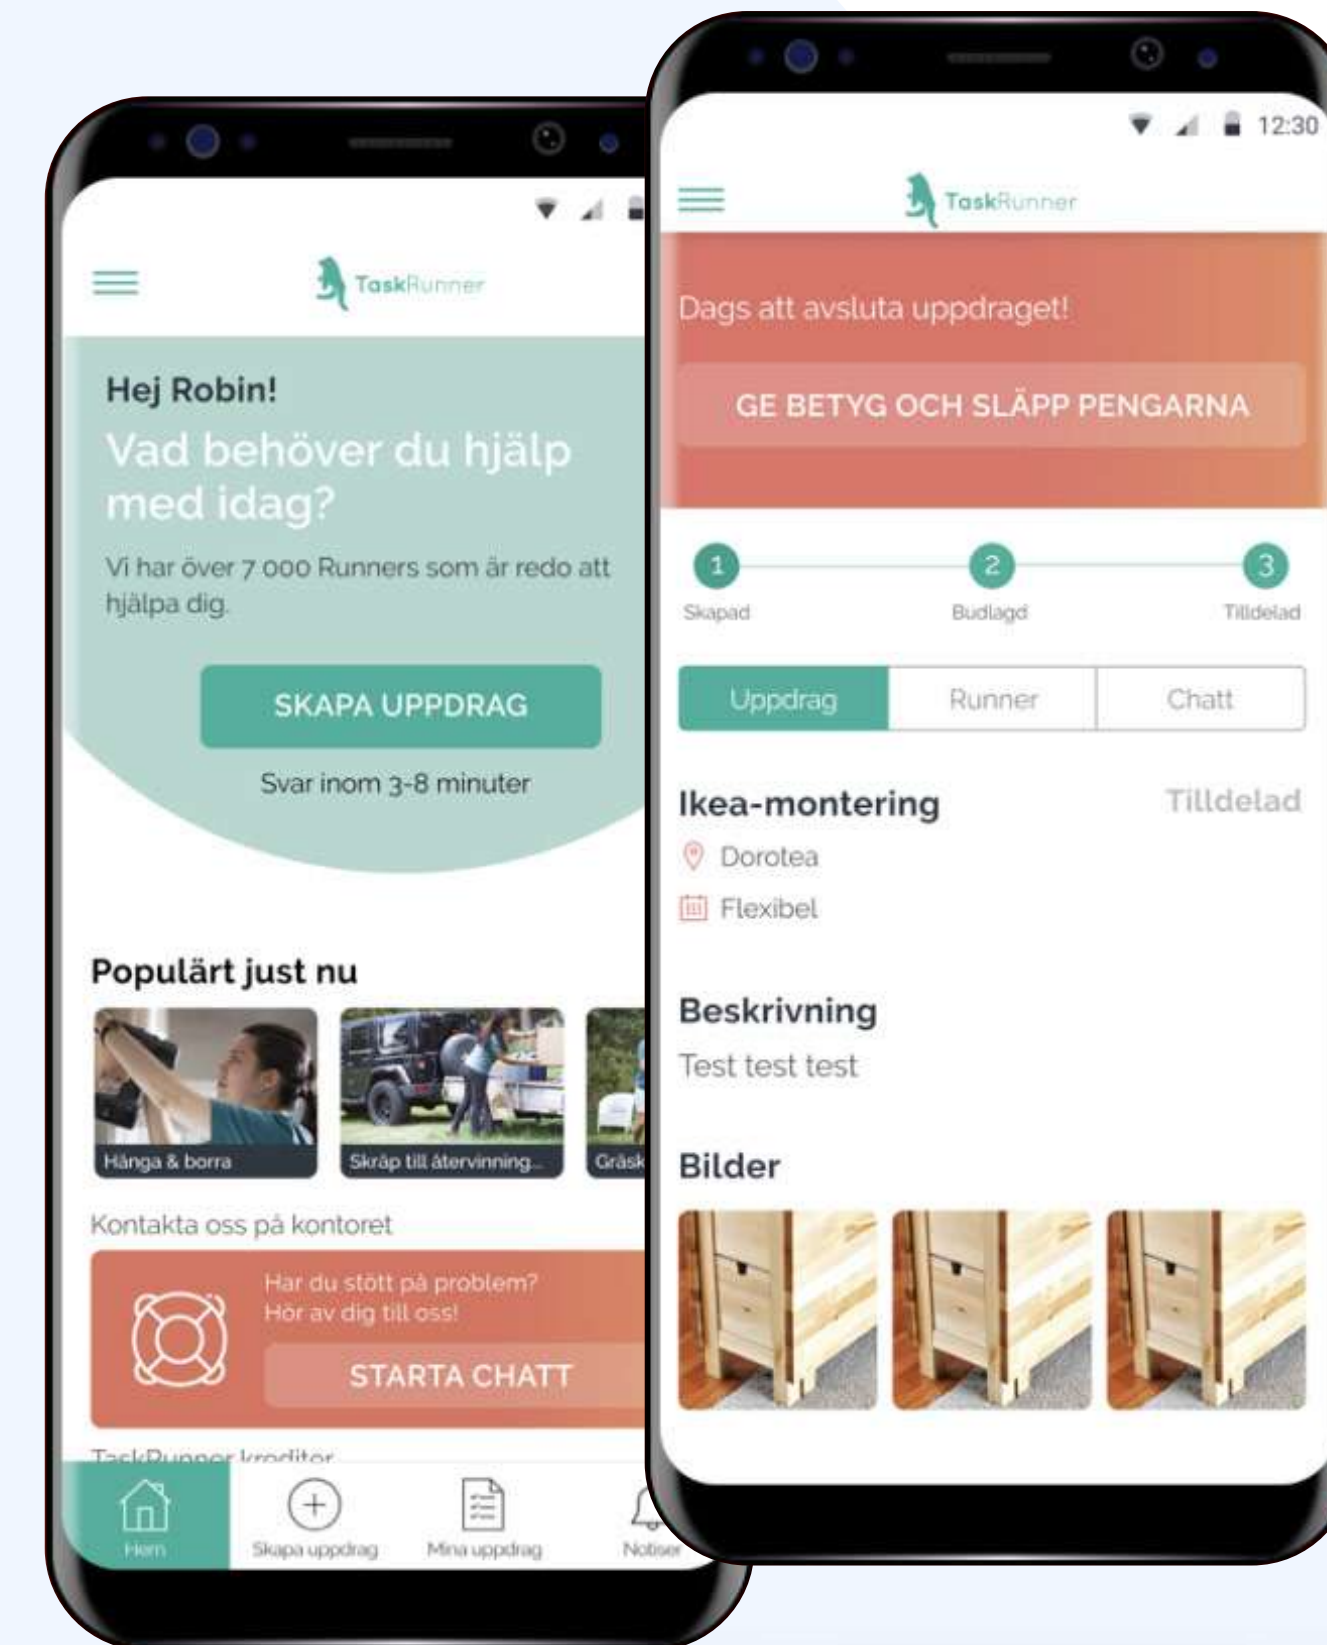 TaskRunner
Hej Robin!
Vad behöver du hjälp
med idag?
Vi har över 7 000 Runners som är redo att
hjälpa dig.
SKAPA UPPDRAG
Svar inom 3-8 minuter
Populärt just nu
Hänga & borra
Skräp till återvinning...
Gräsk
Kontakta oss på kontoret
Har du stött på problem?
Hör av dig till oss!
STARTA CHATT
TaskRunner krediter
Hem
Skapa uppdrag
Mina uppdrag
Notiser
12:30
TaskRunner
Dags att avsluta uppdraget!
GE BETYG OCH SLÄPP PENGARNA
1
2
3
Skapad
Budlagd
Tilldelad
Uppdrag
Runner
Chatt
Ikea-montering
Tilldelad
Dorotea
Flexibel
Beskrivning
Test test test
Bilder